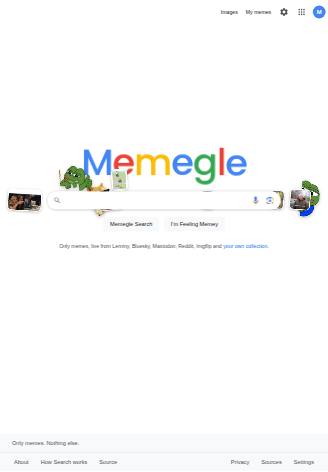 Images My memes M
Memegle
Memegle Search I'm Feeling Memey
Only memes, live from Lemmy, Bluesky, Mastodon, Reddit, Imgflip and your own collection.
Only memes. Nothing else.
About How Search works Source Privacy Sources Settings